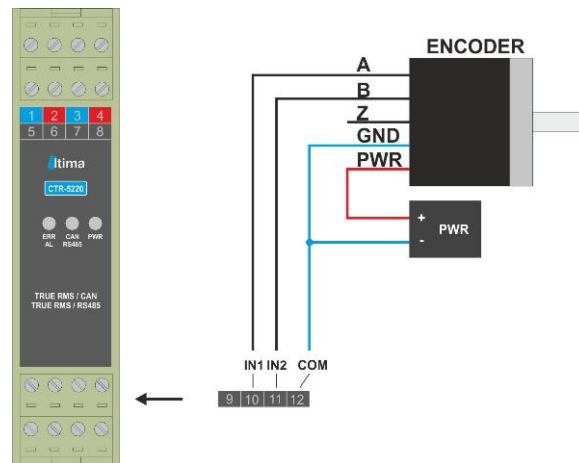 1 2 3 4
5 6 7 8
ltima
CTR-5220
ERR AL
CAN RS485
PWR
TRUE RMS / CAN
TRUE RMS / RS485
ENCODER
A
B
Z
GND
PWR
+
-
PWR
IN1 IN2 COM
9 10 11 12